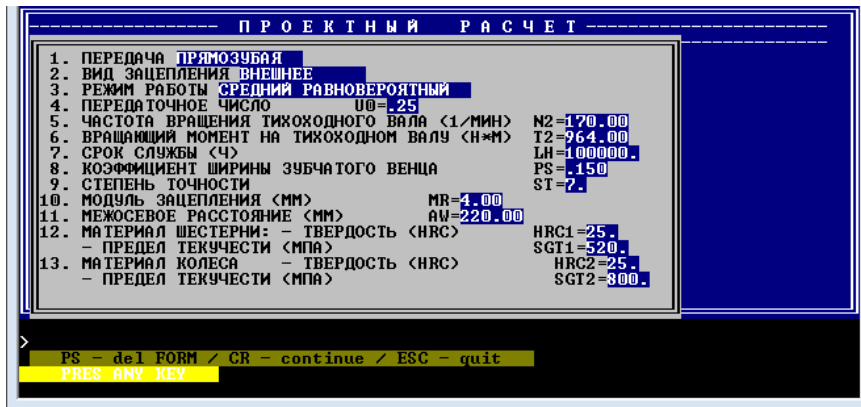 П Р О Е К Т Н Ы Й Р А С Ч Е Т
1. ПЕРЕДАЧА ПРЯМОЗУБАЯ
2. ВИД ЗАЦЕПЛЕНИЯ ВНЕШНЕЕ
3. РЕЖИМ РАБОТЫ СРЕДНИЙ РАВНОВЕРОЯТНЫЙ
4. ПЕРЕДАТОЧНОЕ ЧИСЛО U0=.25
5. ЧАСТОТА ВРАЩЕНИЯ ТИХОХОДНОГО ВАЛА (1/МИН) N2=170.00
6. ВРАЩАЮЩИЙ МОМЕНТ НА ТИХОХОДНОМ ВАЛУ (Н*М) T2=964.00
7. СРОК СЛУЖБЫ (Ч) LH=100000.
8. КОЭФФИЦИЕНТ ШИРИНЫ ЗУБЧАТОГО ВЕНЦА PS=.150
9. СТЕПЕНЬ ТОЧНОСТИ ST=7.
10. МОДУЛЬ ЗАЦЕПЛЕНИЯ (ММ) MR=4.00
11. МЕЖОСЕВОЕ РАССТОЯНИЕ (ММ) AW=220.00
12. МАТЕРИАЛ ШЕСТЕРНИ: - ТВЕРДОСТЬ (HRC) HRC1=25.
- ПРЕДЕЛ ТЕКУЧЕСТИ (МПА) SGT1=520.
13. МАТЕРИАЛ КОЛЕСА - ТВЕРДОСТЬ (HRC) HRC2=25.
- ПРЕДЕЛ ТЕКУЧЕСТИ (МПА) SGT2=800.
>
PS - del FORM / CR - continue / ESC - quit
PRES ANY KEY